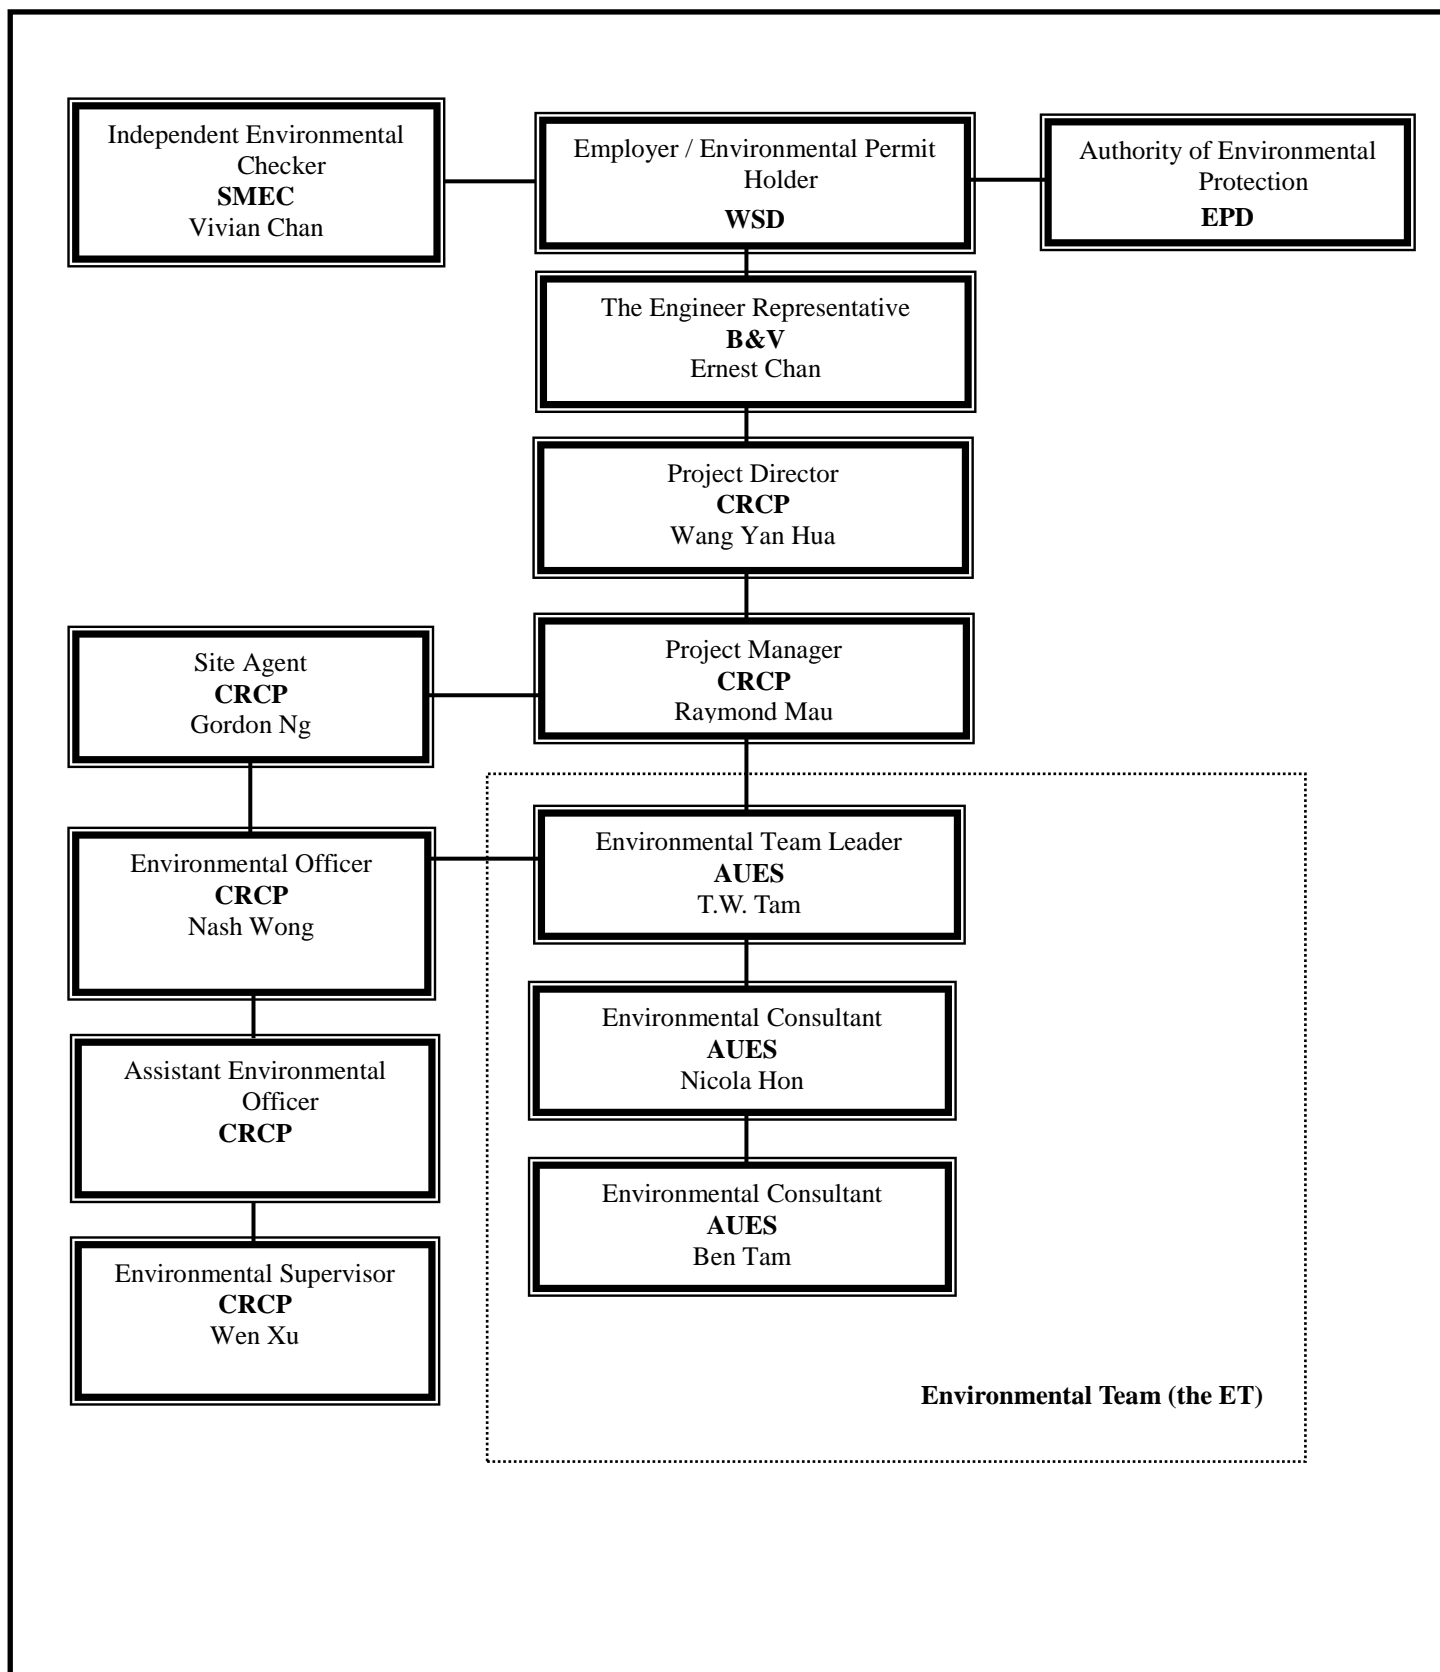 Independent Environmental
Checker
SMEC
Vivian Chan
Employer / Environmental Permit
Holder
WSD
Authority of Environmental
Protection
EPD
The Engineer Representative
B&V
Ernest Chan
Project Director
CRCP
Wang Yan Hua
Project Manager
CRCP
Raymond Mau
Site Agent
CRCP
Gordon Ng
Environmental Officer
CRCP
Nash Wong
Environmental Team Leader
AUES
T.W. Tam
Environmental Consultant
AUES
Nicola Hon
Assistant Environmental
Officer
CRCP
Environmental Consultant
AUES
Ben Tam
Environmental Supervisor
CRCP
Wen Xu
Environmental Team (the ET)